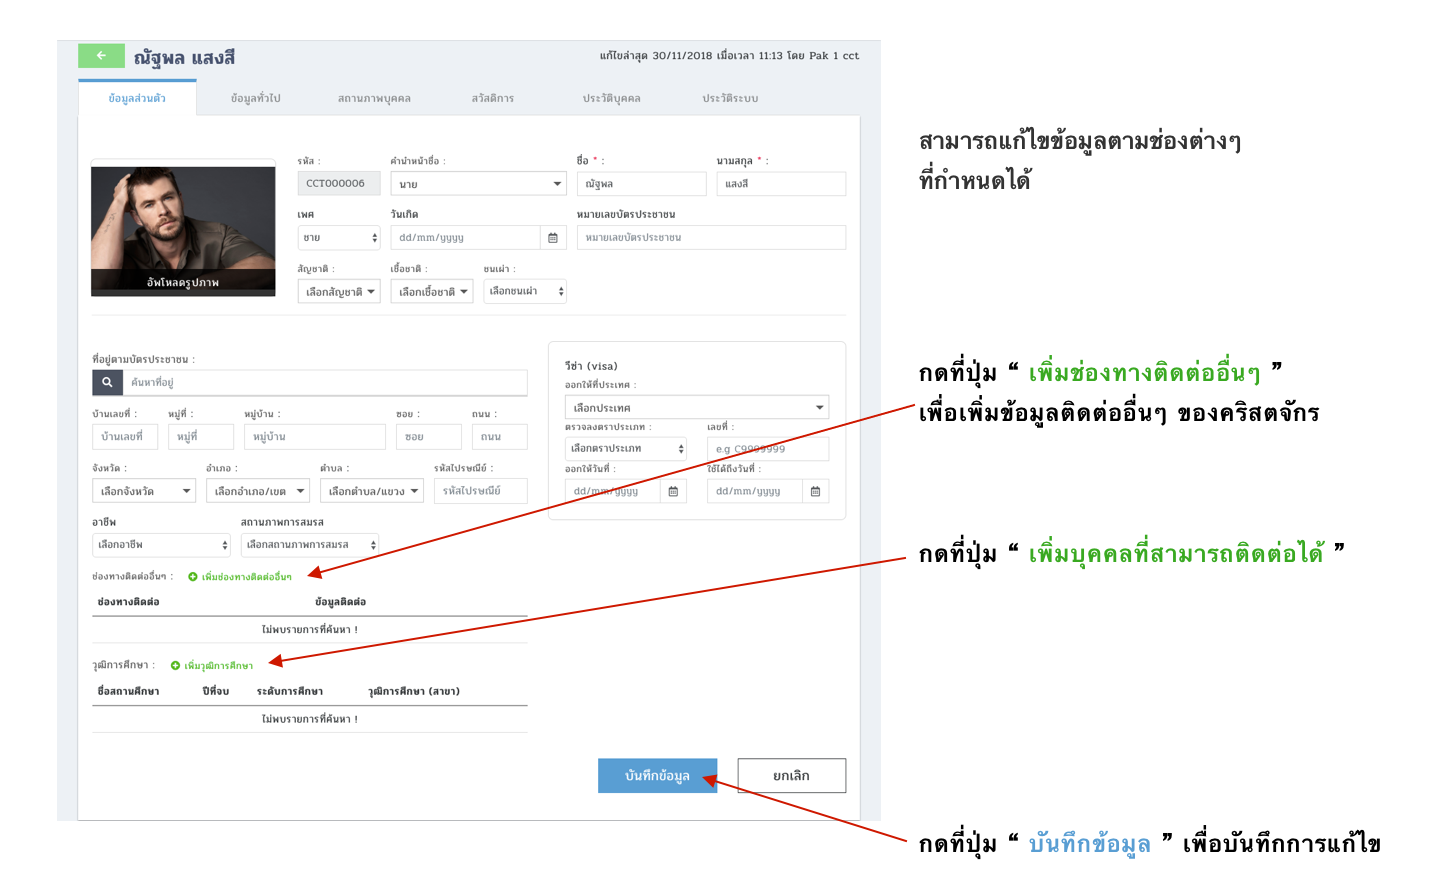 ณัฐพล แสงสี
แก้ไขล่าสุด 30/11/2018 เมื่อเวลา 11:13 โดย Pak 1 cct
ข้อมูลส่วนตัว ข้อมูลทั่วไป สถานภาพบุคคล สวัสดิการ ประวัติบุคคล ประวัติระบบ
สามารถแก้ไขข้อมูลตามช่องต่างๆ
ที่กำหนดได้
รหัส : คำนำหน้าชื่อ : ชื่อ * : นามสกุล * :
CCT000006 นาย ณัฐพล แสงสี
เพศ วันเกิด หมายเลขบัตรประชาชน
ชาย dd/mm/yyyy หมายเลขบัตรประชาชน
สัญชาติ : เชื้อชาติ : ชนเผ่า :
อัพโหลดรูปภาพ
เลือกสัญชาติ เลือกเชื้อชาติ เลือกชนเผ่า
ที่อยู่ตามบัตรประชาชน :
ค้นหาที่อยู่
บ้านเลขที่ : หมู่ที่ : หมู่บ้าน : ซอย : ถนน :
บ้านเลขที่ หมู่ที่ หมู่บ้าน ซอย ถนน
จังหวัด : อำเภอ : ตำบล : รหัสไปรษณีย์ :
เลือกจังหวัด เลือกอำเภอ/เขต เลือกตำบล/แขวง รหัสไปรษณีย์
อาชีพ สถานภาพการสมรส
เลือกอาชีพ เลือกสถานภาพการสมรส
วีซ่า (visa)
ออกให้ที่ประเทศ :
เลือกประเทศ
ตรวจลงตราประเภท : เลขที่ :
เลือกตราประเภท e.g C9999999
ออกให้วันที่ : ใช้ได้ถึงวันที่ :
dd/mm/yyyy dd/mm/yyyy
กดที่ปุ่ม “ เพิ่มช่องทางติดต่ออื่นๆ ”
เพื่อเพิ่มข้อมูลติดต่ออื่นๆ ของคริสตจักร
กดที่ปุ่ม “ เพิ่มบุคคลที่สามารถติดต่อได้ ”
ช่องทางติดต่ออื่นๆ : เพิ่มช่องทางติดต่ออื่นๆ
ช่องทางติดต่อ ข้อมูลติดต่อ
ไม่พบรายการที่ค้นหา !
วุฒิการศึกษา : เพิ่มวุฒิการศึกษา
ชื่อสถานศึกษา ปีที่จบ ระดับการศึกษา วุฒิการศึกษา (สาขา)
ไม่พบรายการที่ค้นหา !
บันทึกข้อมูล ยกเลิก
กดที่ปุ่ม “ บันทึกข้อมูล ” เพื่อบันทึกการแก้ไข